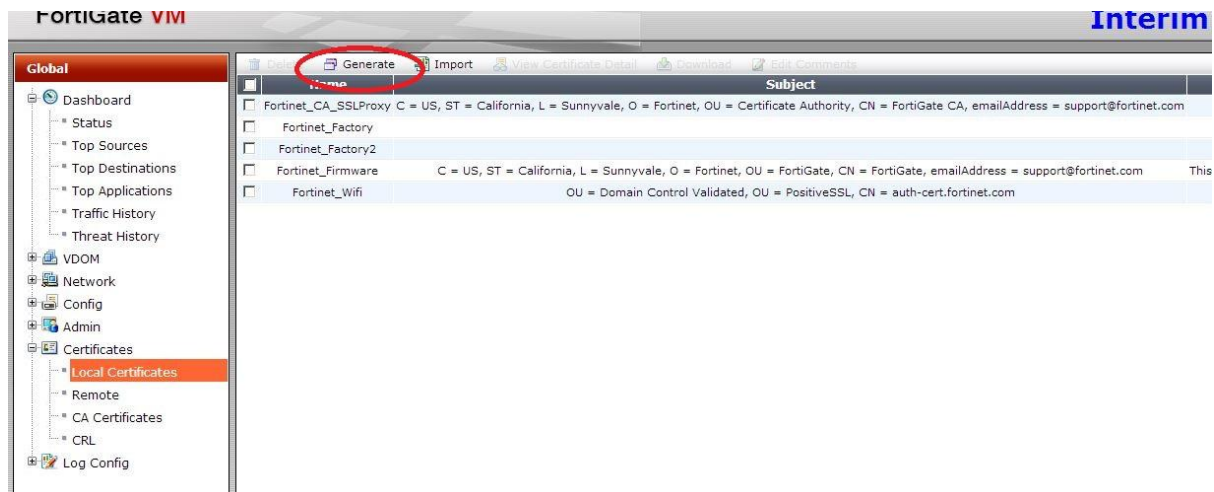 FortiGate VM
Interim
Global
Dashboard
Status
Top Sources
Top Destinations
Top Applications
Traffic History
Threat History
VDOM
Network
Config
Admin
Certificates
Local Certificates
Remote
CA Certificates
CRL
Log Config
Delete Generate Import View Certificate Detail Download Edit Comments
Name Subject
Fortinet_CA_SSLProxy C = US, ST = California, L = Sunnyvale, O = Fortinet, OU = Certificate Authority, CN = FortiGate CA, emailAddress = support@fortinet.com
Fortinet_Factory
Fortinet_Factory2
Fortinet_Firmware C = US, ST = California, L = Sunnyvale, O = Fortinet, OU = FortiGate, CN = FortiGate, emailAddress = support@fortinet.com This
Fortinet_Wifi OU = Domain Control Validated, OU = PositiveSSL, CN = auth-cert.fortinet.com